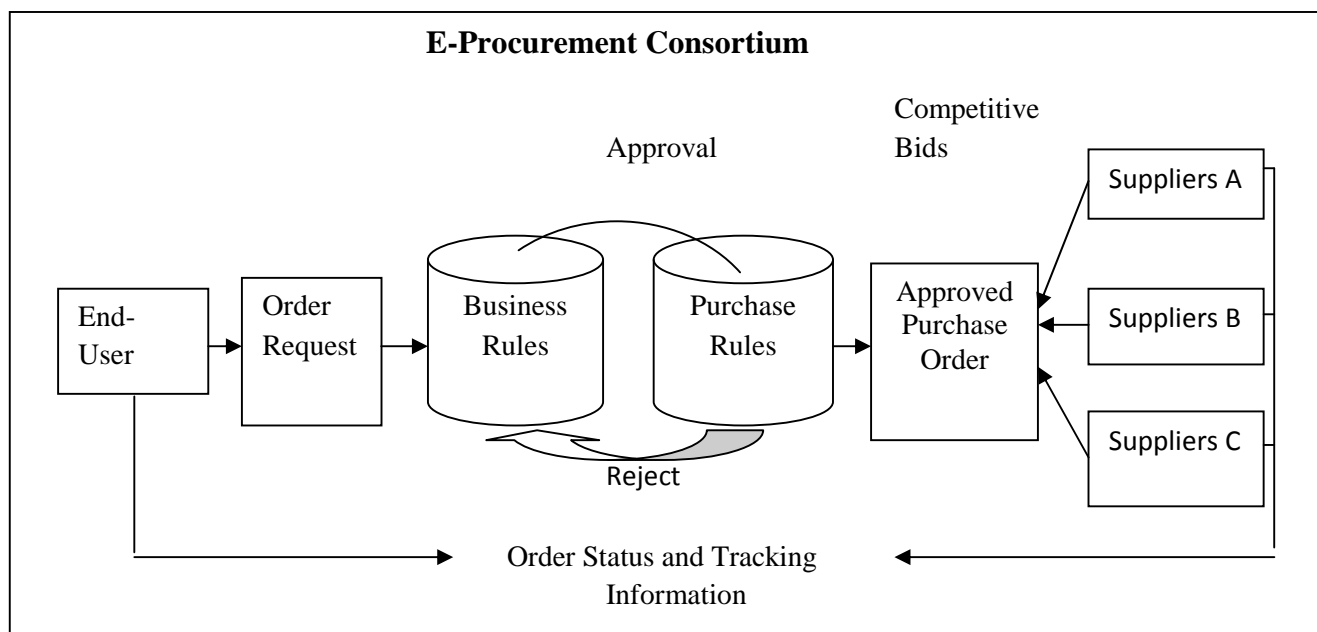 E-Procurement Consortium
Competitive
Bids
Approval
Suppliers A
End-
User
Order
Request
Business
Rules
Purchase
Rules
Approved
Purchase
Order
Suppliers B
Suppliers C
Reject
Order Status and Tracking
Information